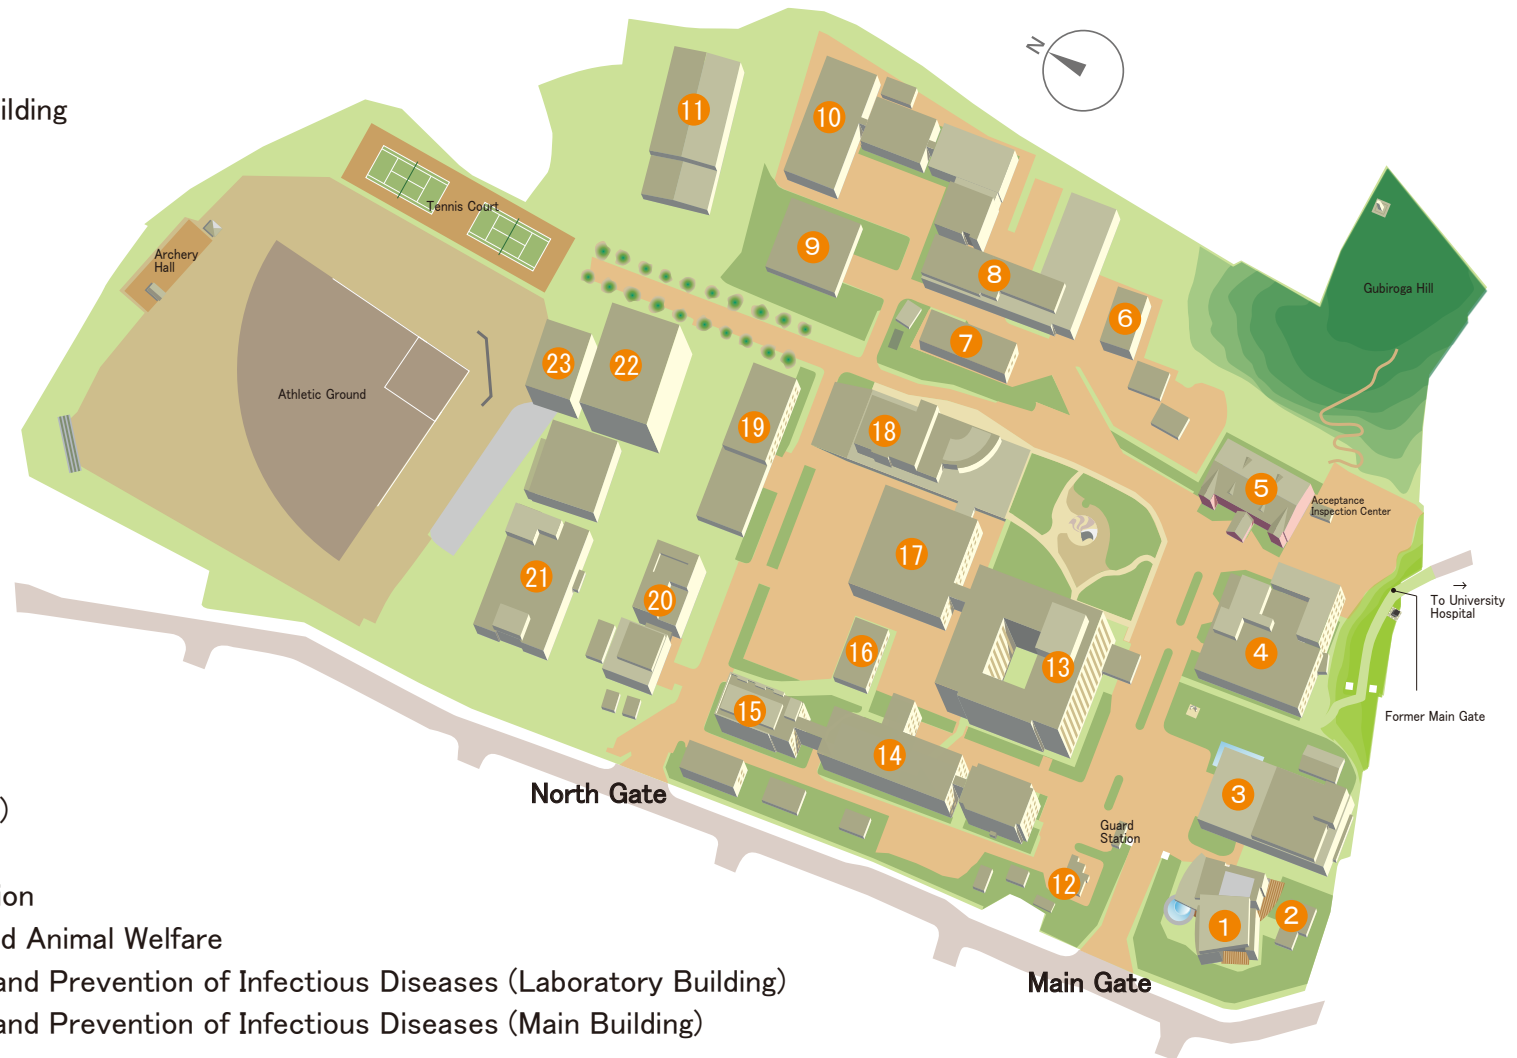 N
ilding
11
10
Tennis Court
Archery
Hall
9
8
Gubiroga Hill
6
7
23
22
Athletic Ground
19
18
5
Acceptance
Inspection Center
17
21
20
To University
Hospital
→
16
13
4
15
Former Main Gate
14
North Gate
3
)
Guard
Station
12
ion
2
1
d Animal Welfare
and Prevention of Infectious Diseases (Laboratory Building)
Main Gate
and Prevention of Infectious Diseases (Main Building)